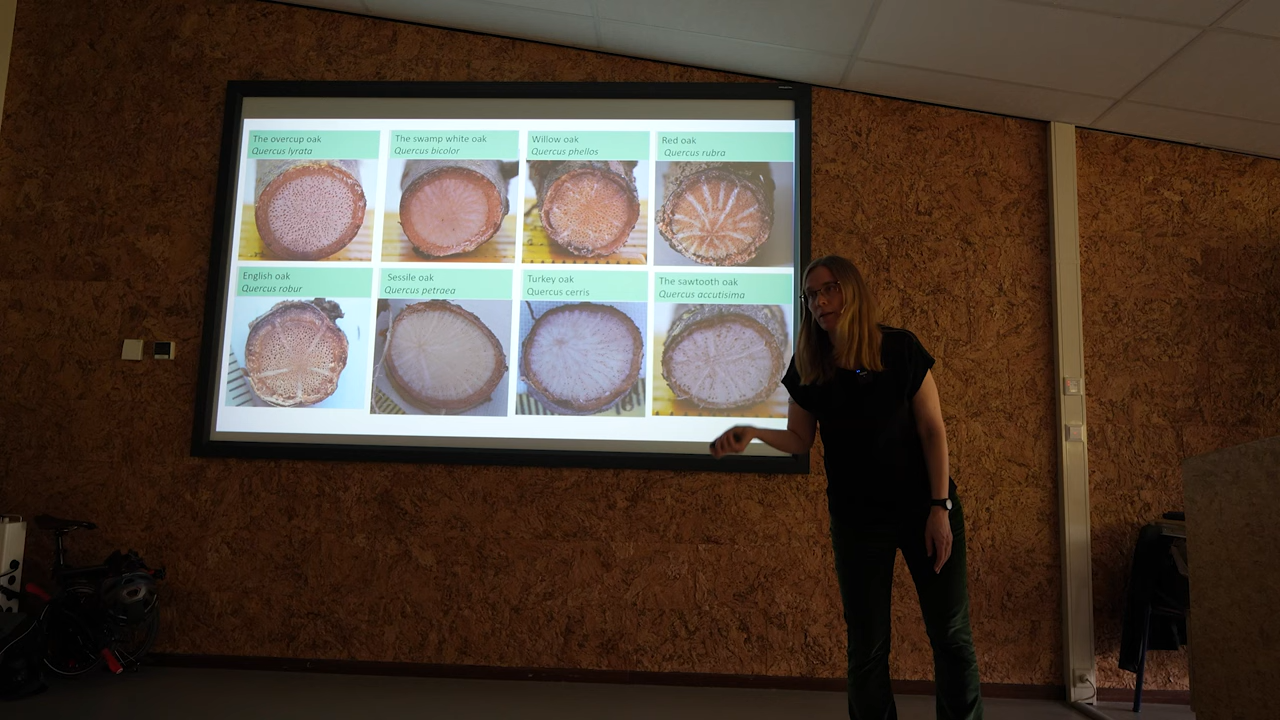 The overcup oak
Quercus lyrata
The swamp white oak
Quercus bicolor
Willow oak
Quercus phellos
Red oak
Quercus rubra
English oak
Quercus robur
Sessile oak
Quercus petraea
Turkey oak
Quercus cerris
The sawtooth oak
Quercus accutisima